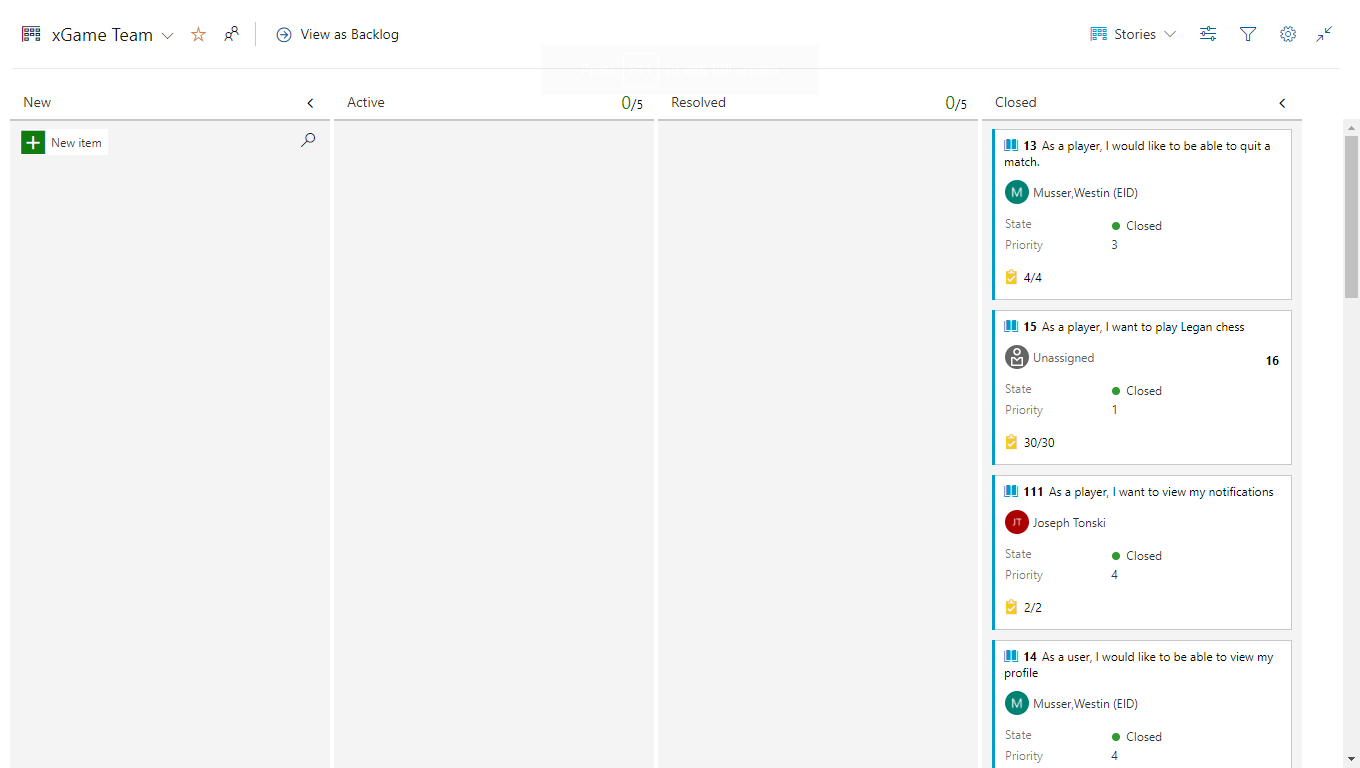 xGame Team
View as Backlog
Stories
New
Active
0/5
Resolved
0/5
Closed
New item
13 As a player, I would like to be able to quit a
match.
M Musser,Westin (EID)
State Closed
Priority 3
4/4
15 As a player, I want to play Legan chess
Unassigned
16
State Closed
Priority 1
30/30
111 As a player, I want to view my notifications
JT Joseph Tonski
State Closed
Priority 4
2/2
14 As a user, I would like to be able to view my
profile
M Musser,Westin (EID)
State Closed
Priority 4